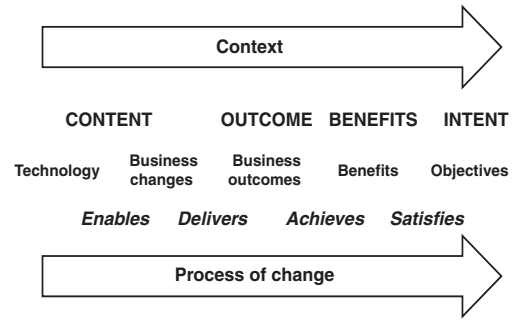 Context
CONTENT OUTCOME BENEFITS INTENT
Technology Business changes Business outcomes Benefits Objectives
Enables Delivers Achieves Satisfies
Process of change